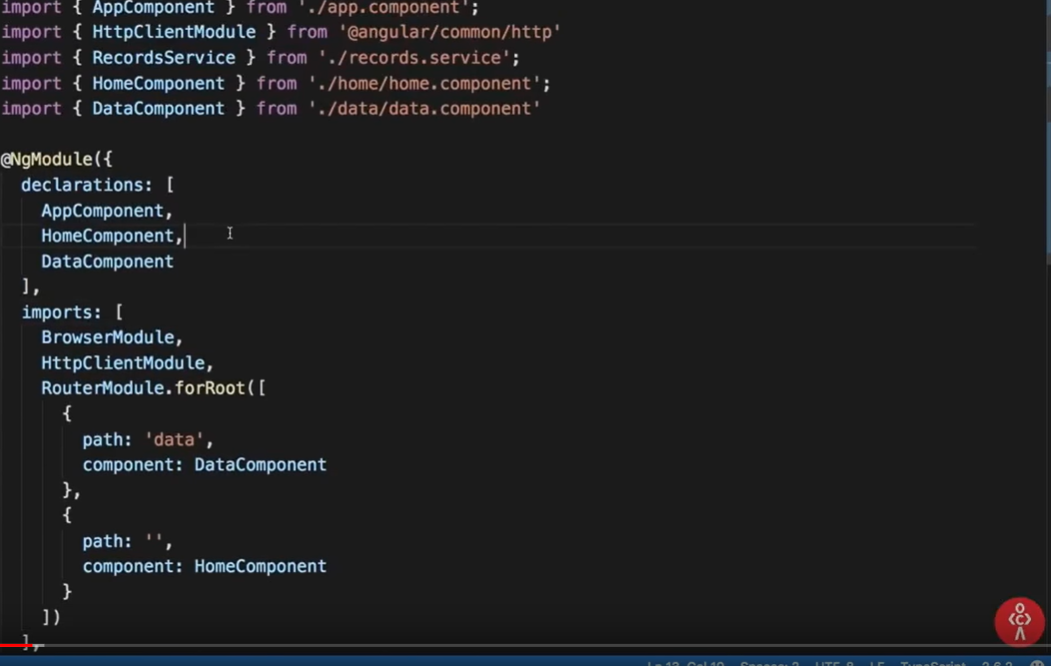 import { AppComponent } from './app.component';
import { HttpClientModule } from '@angular/common/http'
import { RecordsService } from './records.service';
import { HomeComponent } from './home/home.component';
import { DataComponent } from './data/data.component'
@NgModule({
  declarations: [
    AppComponent,
    HomeComponent,
    DataComponent
  ],
  imports: [
    BrowserModule,
    HttpClientModule,
    RouterModule.forRoot([
      {
        path: 'data',
        component: DataComponent
      },
      {
        path: '',
        component: HomeComponent
      }
    ])
  ],